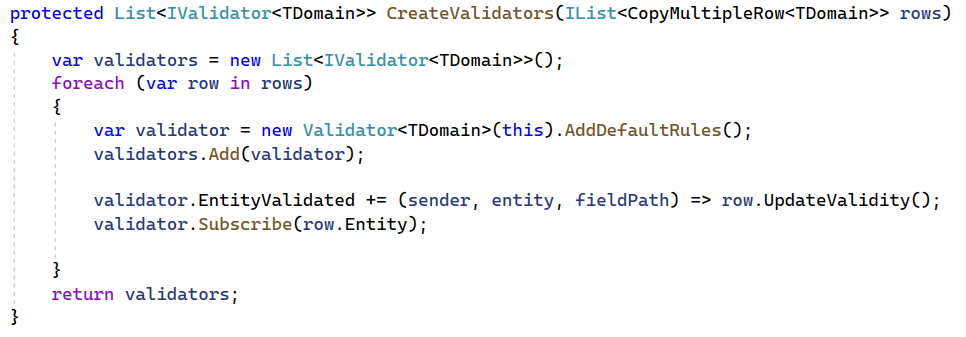 protected List<IValidator<TDomain>> CreateValidators(IList<CopyMultipleRow<TDomain>> rows)
{
    var validators = new List<IValidator<TDomain>>();
    foreach (var row in rows)
    {
        var validator = new Validator<TDomain>(this).AddDefaultRules();
        validators.Add(validator);

        validator.EntityValidated += (sender, entity, fieldPath) => row.UpdateValidity();
        validator.Subscribe(row.Entity);

    }
    return validators;
}